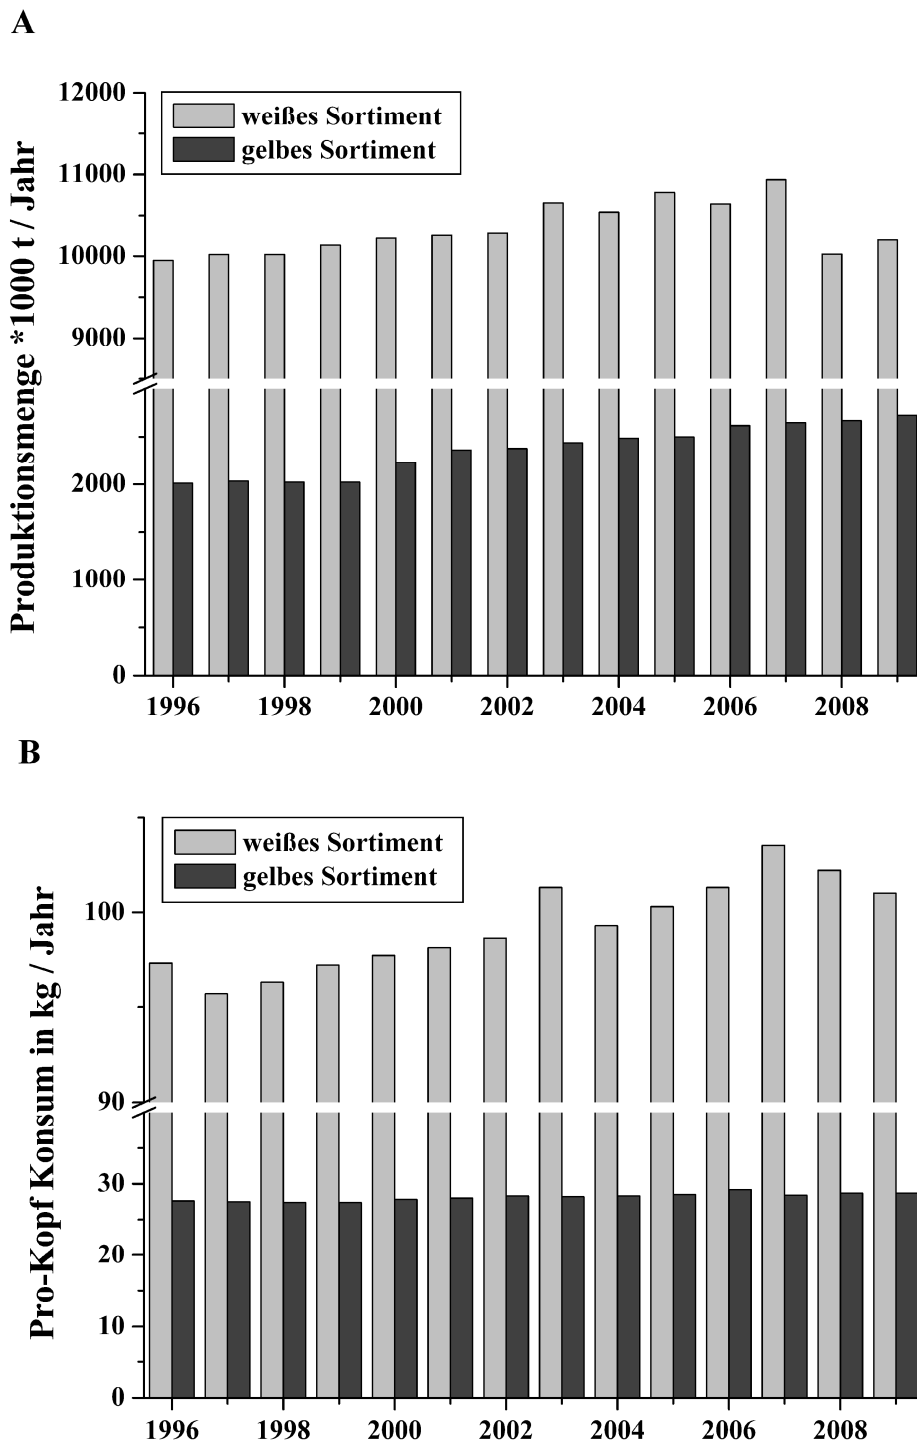 A
12000
11000
10000
9000
2000
1000
0
Produktionsmenge *1000 t / Jahr
weißes Sortiment
gelbes Sortiment
1996 1998 2000 2002 2004 2006 2008
B
100
90
30
20
10
0
Pro-Kopf Konsum in kg / Jahr
weißes Sortiment
gelbes Sortiment
1996 1998 2000 2002 2004 2006 2008